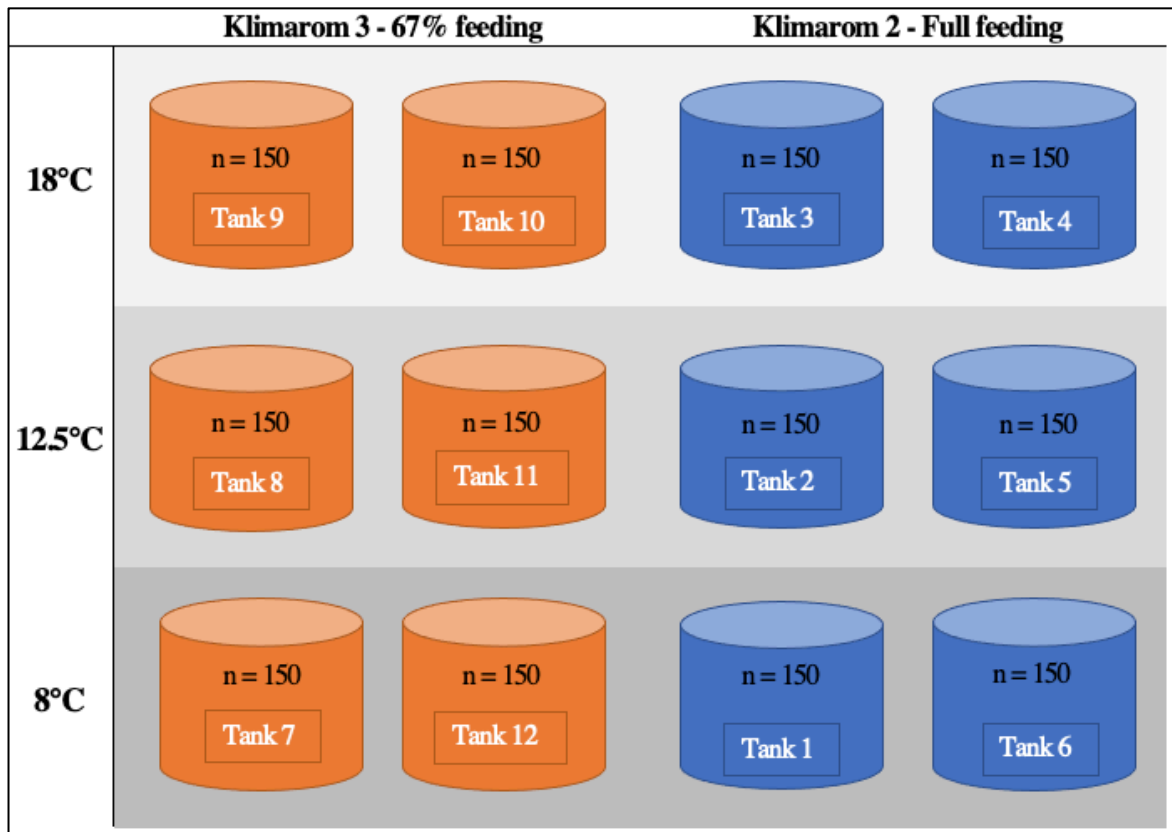 Klimarom 3 - 67% feeding
Klimarom 2 - Full feeding
18°C
n = 150
n = 150
n = 150
n = 150
Tank 9
Tank 10
Tank 3
Tank 4
12.5°C
n = 150
n = 150
n = 150
n = 150
Tank 8
Tank 11
Tank 2
Tank 5
8°C
n = 150
n = 150
n = 150
n = 150
Tank 7
Tank 12
Tank 1
Tank 6